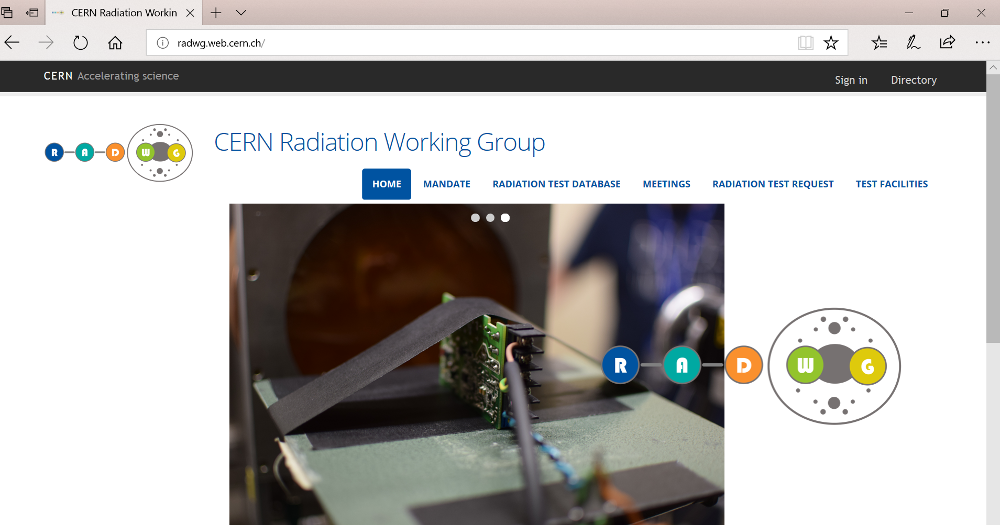 CERN Radiation Workin
radwg.web.cern.ch/
CERN Accelerating science
Sign in Directory
R A D W G
CERN Radiation Working Group
HOME MANDATE RADIATION TEST DATABASE MEETINGS RADIATION TEST REQUEST TEST FACILITIES
R A D W G